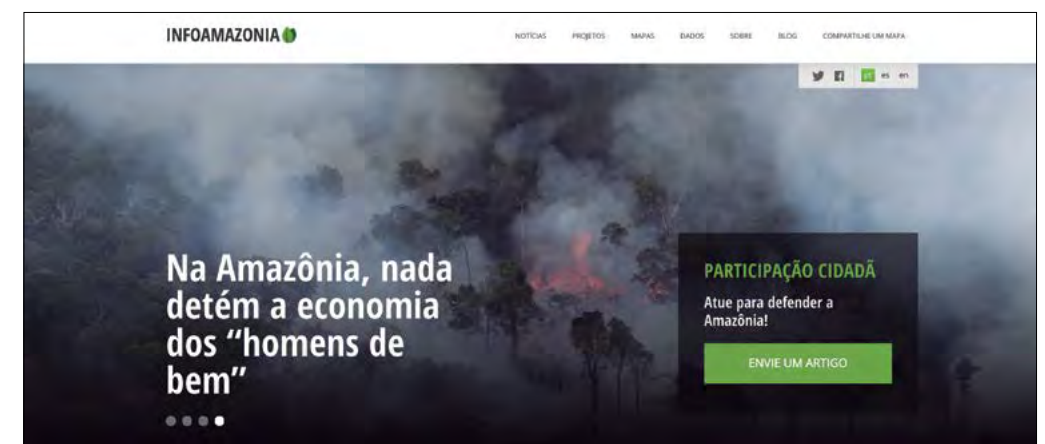 INFOAMAZONIA
NOTÍCIAS PROJETOS MAPAS DADOS SOBRE BLOG COMPARTILHE UM MAPA
pt es en
Na Amazônia, nada
detém a economia
dos “homens de
bem”
PARTICIPAÇÃO CIDADÃ
Atue para defender a
Amazônia!
ENVIE UM ARTIGO